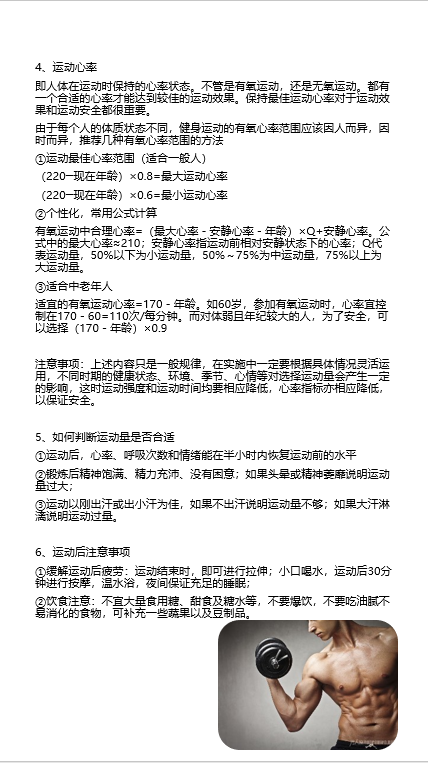 4、运动心率
即人体在运动时保持的心率状态。不管是有氧运动，还是无氧运动。都有
一个合适的心率才能达到较佳的运动效果。保持最佳运动心率对于运动效
果和运动安全都很重要。
由于每个人的体质状态不同，健身运动的有氧心率范围应该因人而异，因
时而异，推荐几种有氧心率范围的方法
①运动最佳心率范围（适合一般人）
（220—现在年龄）×0.8=最大运动心率
（220—现在年龄）×0.6=最小运动心率
②个性化，常用公式计算
有氧运动中合理心率=（最大心率 - 安静心率 - 年龄）×Q+安静心率。公
式中的最大心率≈210；安静心率指运动前相对安静状态下的心率；Q代
表运动量，50%以下为小运动量，50%～75%为中运动量，75%以上为
大运动量。
③适合中老年人
适宜的有氧运动心率=170 - 年龄。如60岁，参加有氧运动时，心率宜控
制在170 - 60=110次/每分钟。而对体弱且年纪较大的人，为了安全，可
以选择（170 - 年龄）×0.9
注意事项：上述内容只是一般规律，在实施中一定要根据具体情况灵活运
用，不同时期的健康状态、环境、季节、心情等对选择运动量会产生一定
的影响，这时运动强度和运动时间均要相应降低，心率指标亦相应降低，
以保证安全。
5、如何判断运动量是否合适
①运动后，心率、呼吸次数和情绪能在半小时内恢复运动前的水平
②锻炼后精神饱满、精力充沛、没有困意；如果头晕或精神萎靡说明运动
量过大；
③运动以刚出汗或出小汗为佳，如果不出汗说明运动量不够；如果大汗淋
漓说明运动过量。
6、运动后注意事项
①缓解运动后疲劳：运动结束时，即可进行拉伸；小口喝水，运动后30分
钟进行按摩，温水浴，夜间保证充足的睡眠；
②饮食注意：不宜大量食用糖、甜食及糖水等，不要爆饮，不要吃油腻不
易消化的食物，可补充一些蔬果以及豆制品。